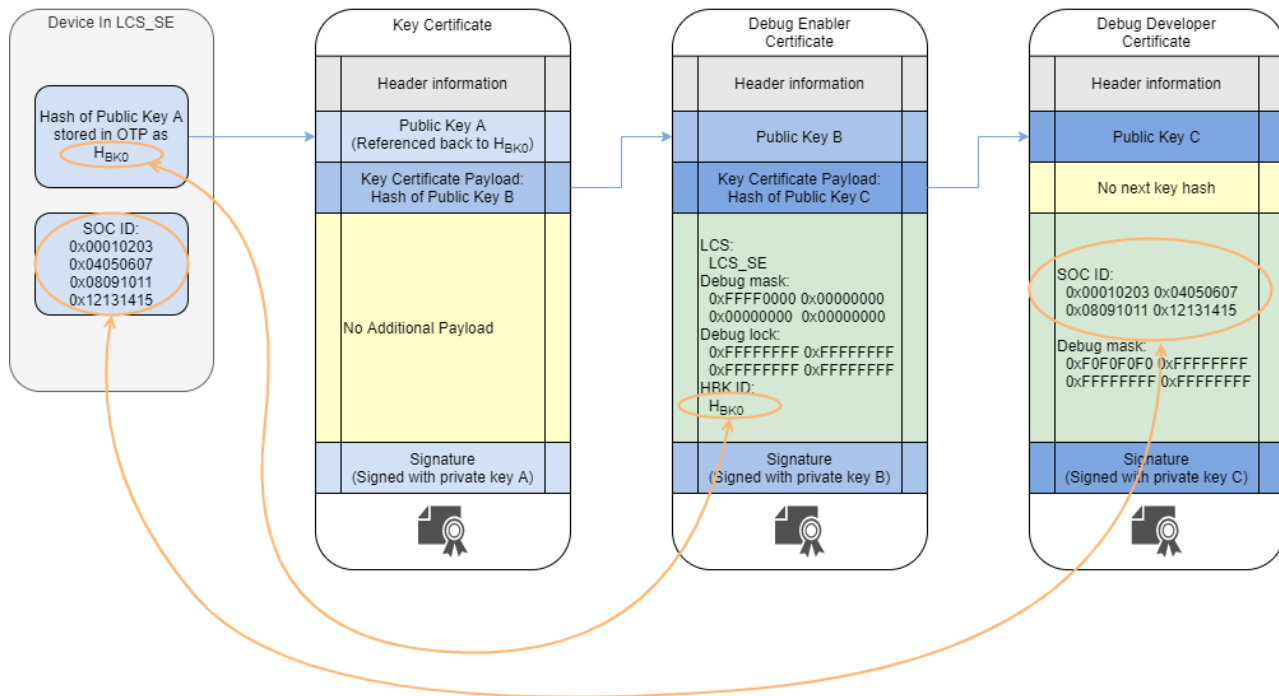 Device In LCS_SE
Hash of Public Key A
stored in OTP as
HBK0
SOC ID:
0x00010203
0x04050607
0x08091011
0x12131415
Key Certificate
Header information
Public Key A
(Referenced back to HBK0)
Key Certificate Payload:
Hash of Public Key B
No Additional Payload
Signature
(Signed with private key A)
Debug Enabler
Certificate
Header information
Public Key B
Key Certificate Payload:
Hash of Public Key C
LCS:
LCS_SE
Debug mask:
0xFFFF0000 0x00000000
0x00000000 0x00000000
Debug lock:
0xFFFFFFFF 0xFFFFFFFF
0xFFFFFFFF 0xFFFFFFFF
HBK ID:
HBK0
Signature
(Signed with private key B)
Debug Developer
Certificate
Header information
Public Key C
No next key hash
SOC ID:
0x00010203 0x04050607
0x08091011 0x12131415
Debug mask:
0xF0F0F0F0 0xFFFFFFFF
0xFFFFFFFF 0xFFFFFFFF
Signature
(Signed with private key C)